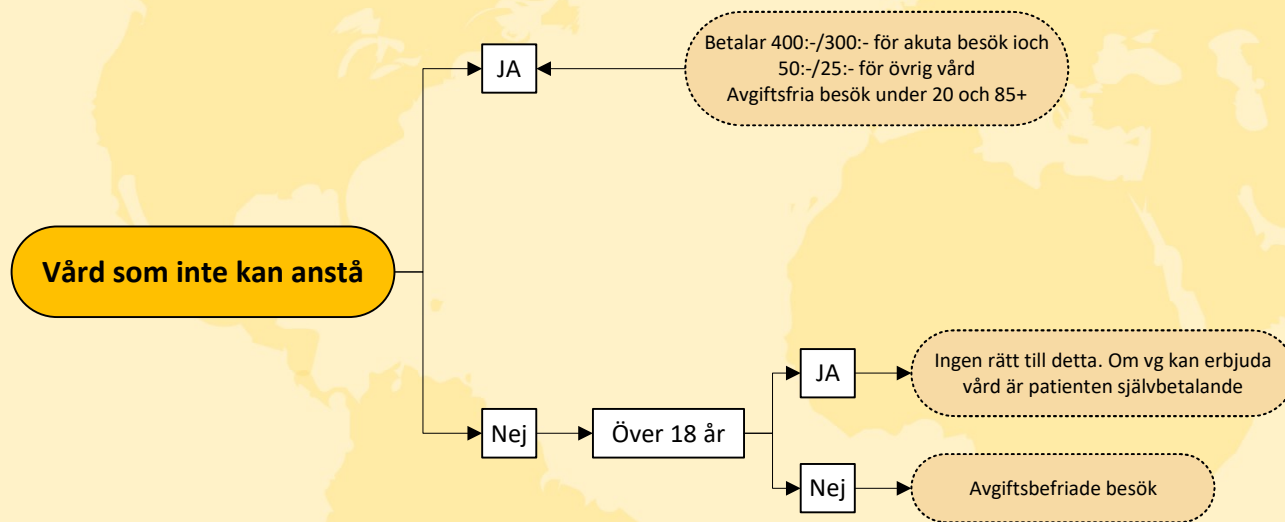 JA
Betalar 400:-/300:- för akuta besök ioch
50:-/25:- för övrig vård
Avgiftsfria besök under 20 och 85+
Vård som inte kan anstå
Nej
Över 18 år
JA
Ingen rätt till detta. Om vg kan erbjuda
vård är patienten självbetalande
Nej
Avgiftsbefriade besök